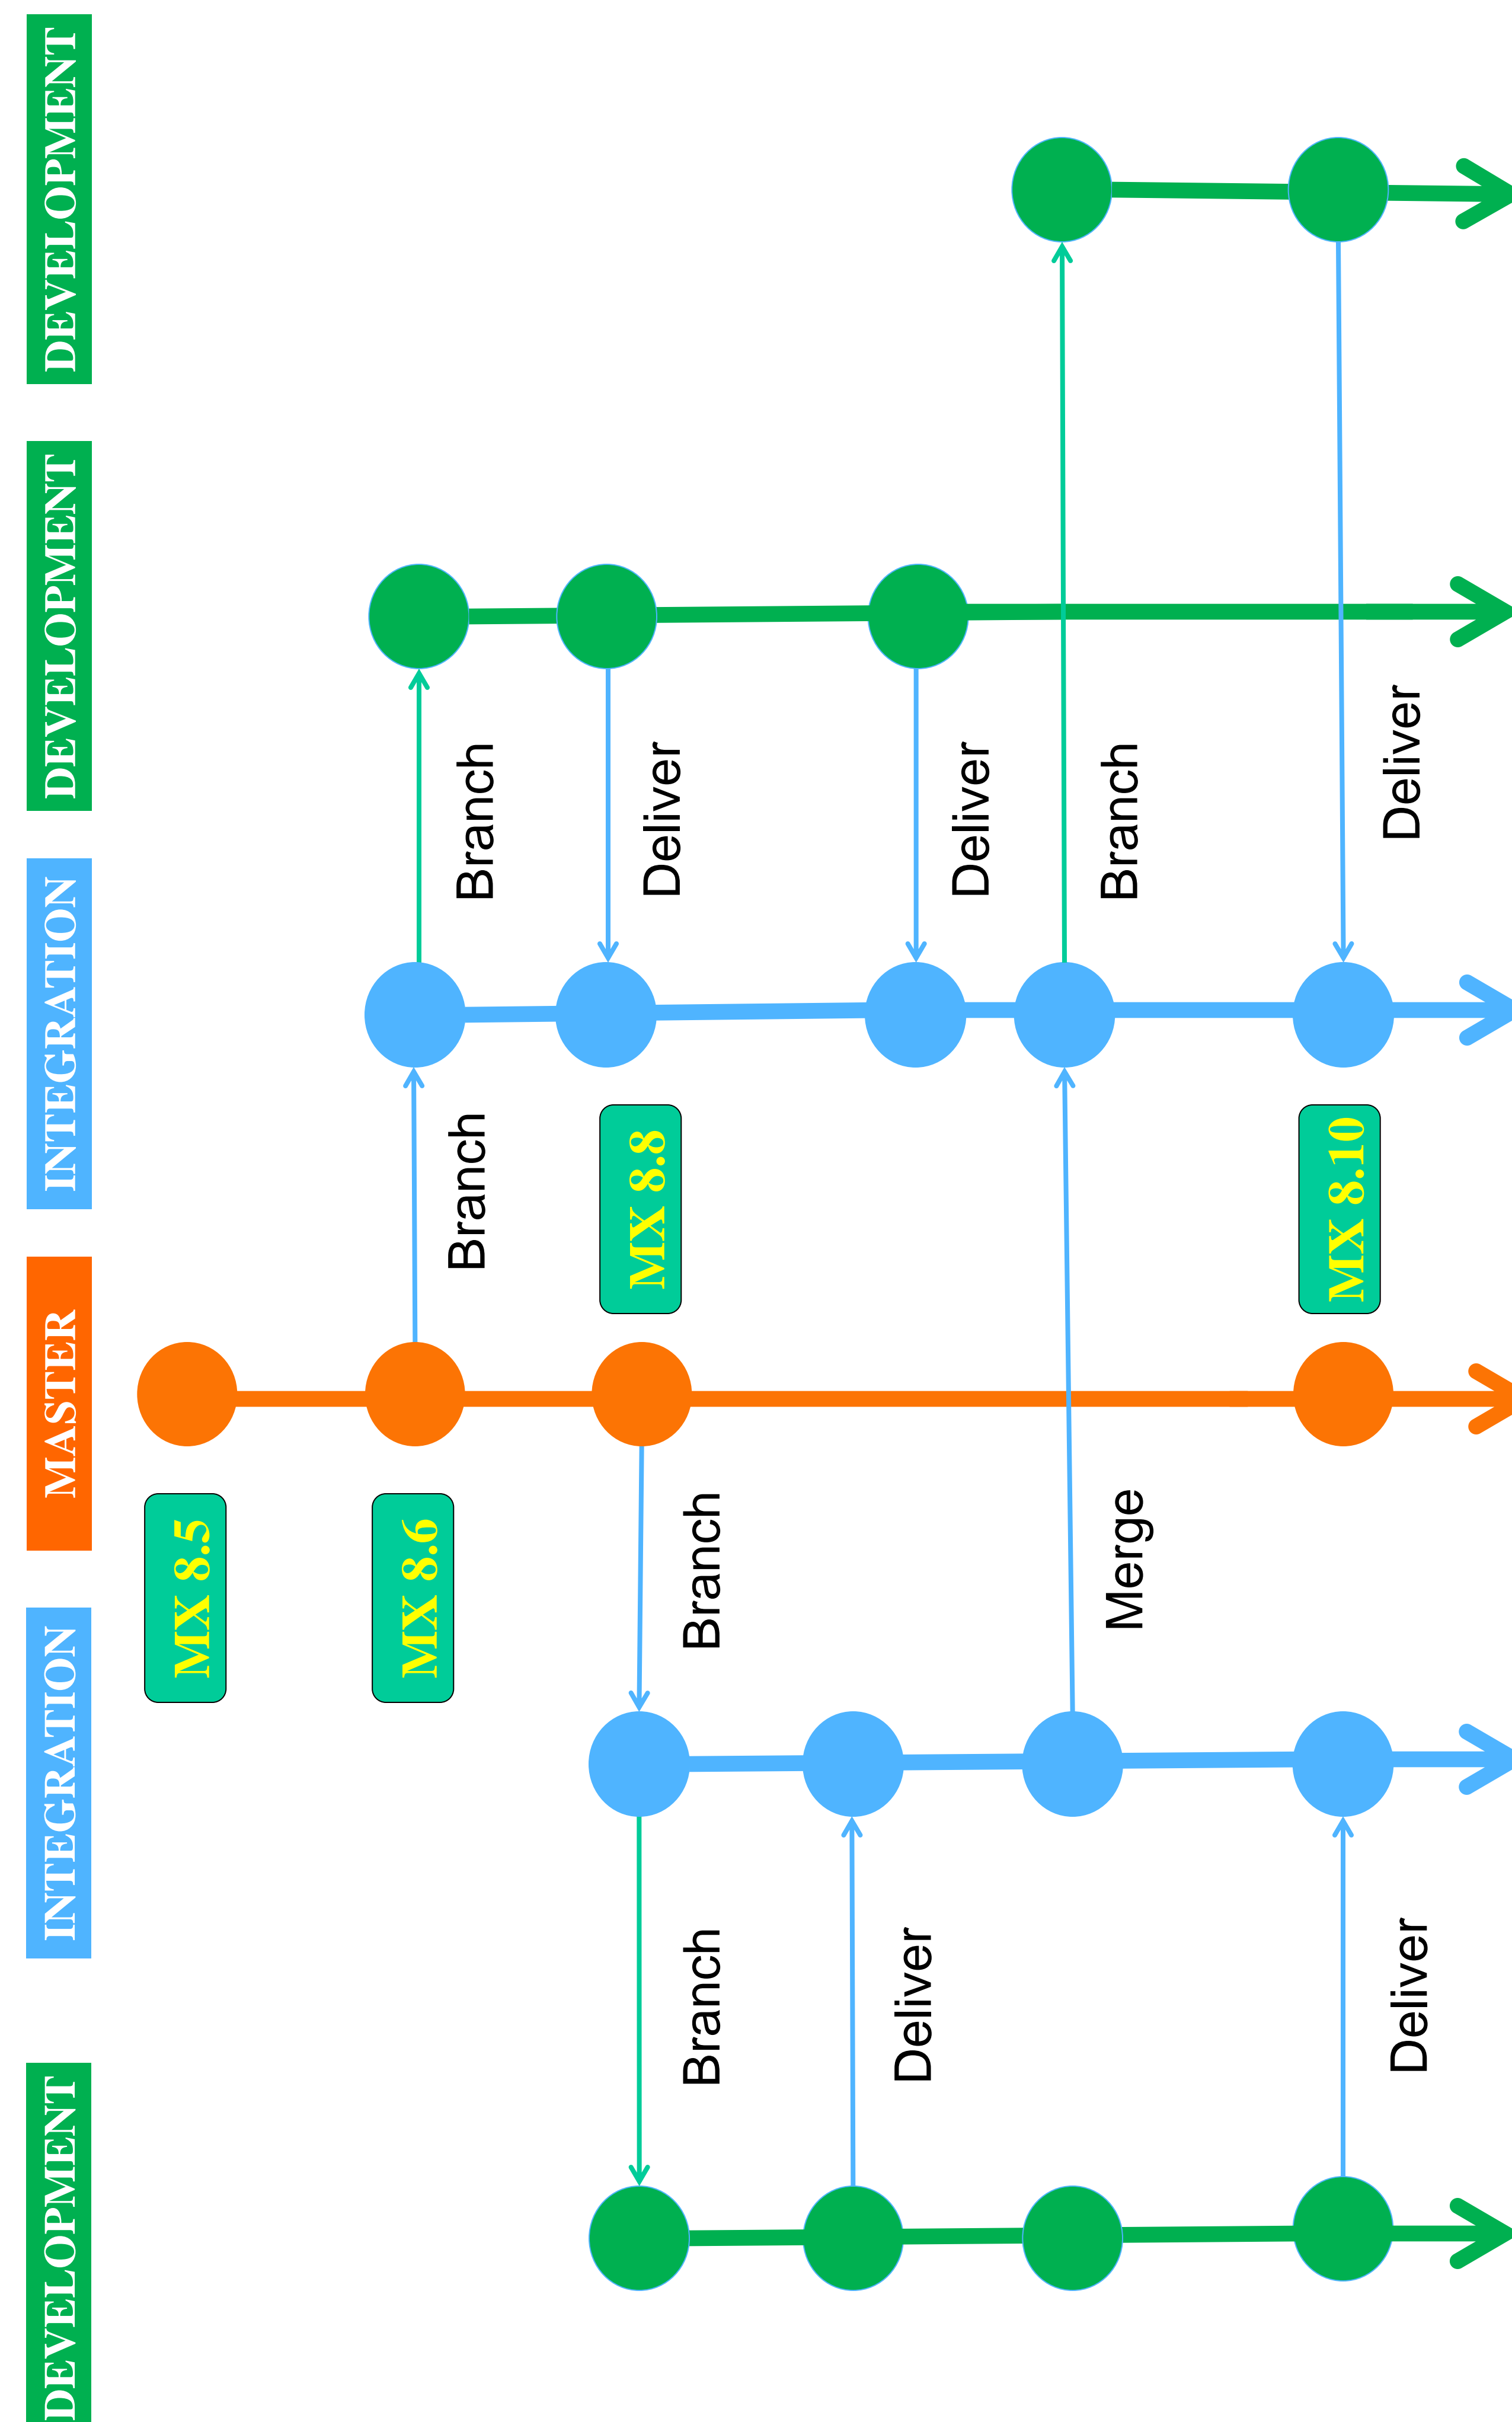 DEVELOPMENT
DEVELOPMENT
INTEGRATION
MASTER
INTEGRATION
DEVELOPMENT
Branch
Deliver
Deliver
Branch
Deliver
Branch
MX 8.8
MX 8.10
MX 8.5
MX 8.6
Branch
Merge
Branch
Deliver
Deliver